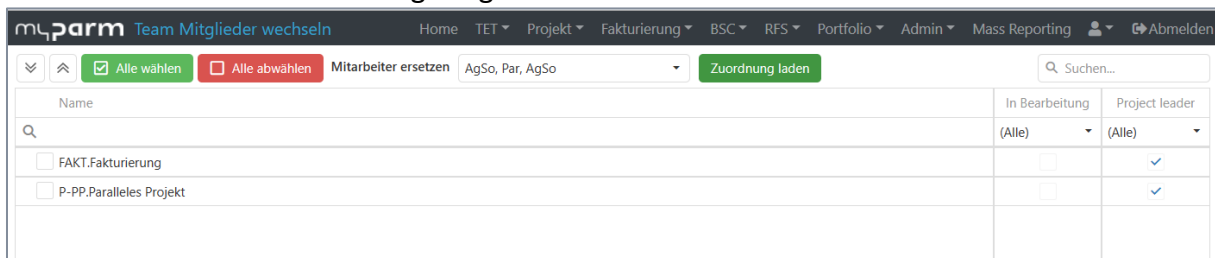 myparm Team Mitglieder wechseln Home TET Projekt Fakturierung BSC RFS Portfolio Admin Mass Reporting Abmelden
Alle wählen Alle abwählen Mitarbeiter ersetzen AgSo, Par, AgSo Zuordnung laden Suchen...
Name In Bearbeitung Project leader
(Alle) (Alle)
FAKT.Fakturierung
P-PP.Paralleles Projekt